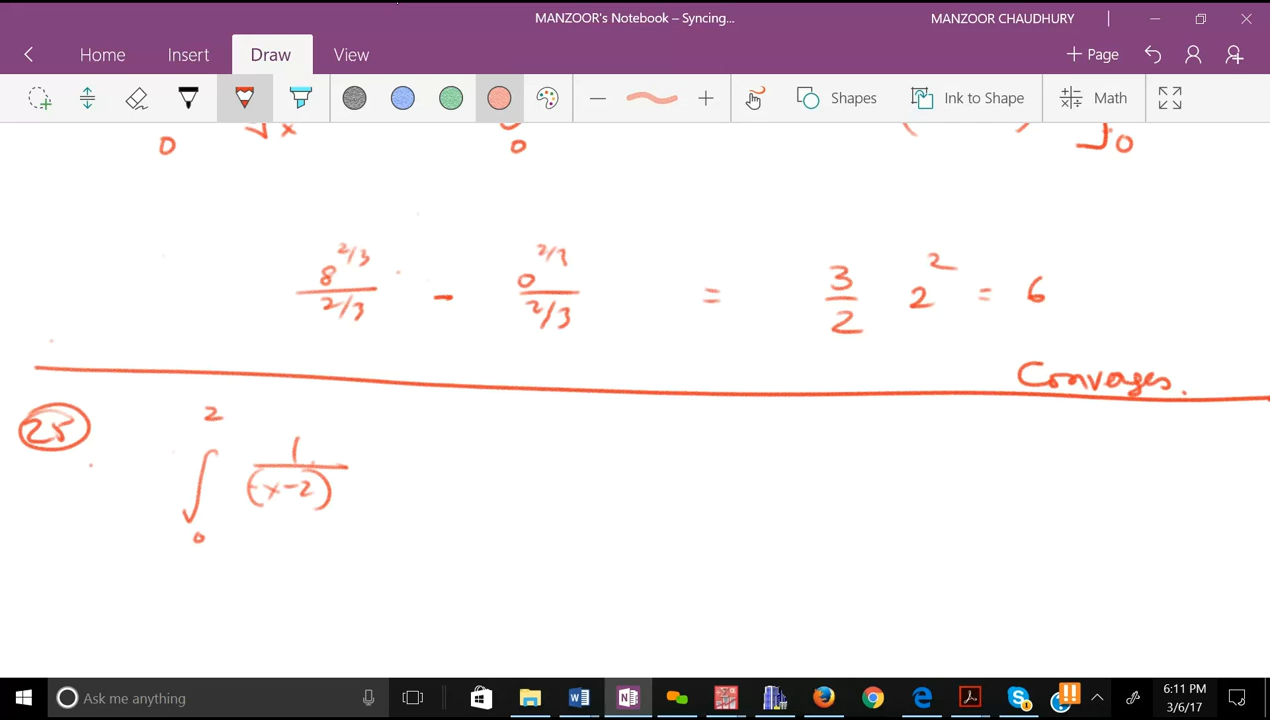 MANZOOR's Notebook – Syncing...
MANZOOR CHAUDHURY
Home Insert Draw View
+ Page
Shapes Ink to Shape Math
0 √x 0 ]0
8^2/3 / 2/3 - 0^2/3 / 2/3 = 3/2 2^2 = 6
Converges.
25 ∫ 0 2 1/(x-2)
Ask me anything
6:11 PM
3/6/17